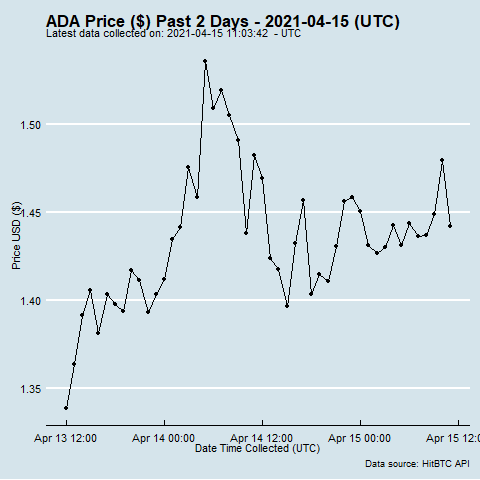 ADA Price ($) Past 2 Days - 2021-04-15 (UTC)
Latest data collected on: 2021-04-15 11:03:42  - UTC
1.50
1.45
1.40
1.35
Price USD ($)
Apr 13 12:00
Apr 14 00:00
Apr 14 12:00
Apr 15 00:00
Apr 15 12:
Date Time Collected (UTC)
Data source: HitBTC API